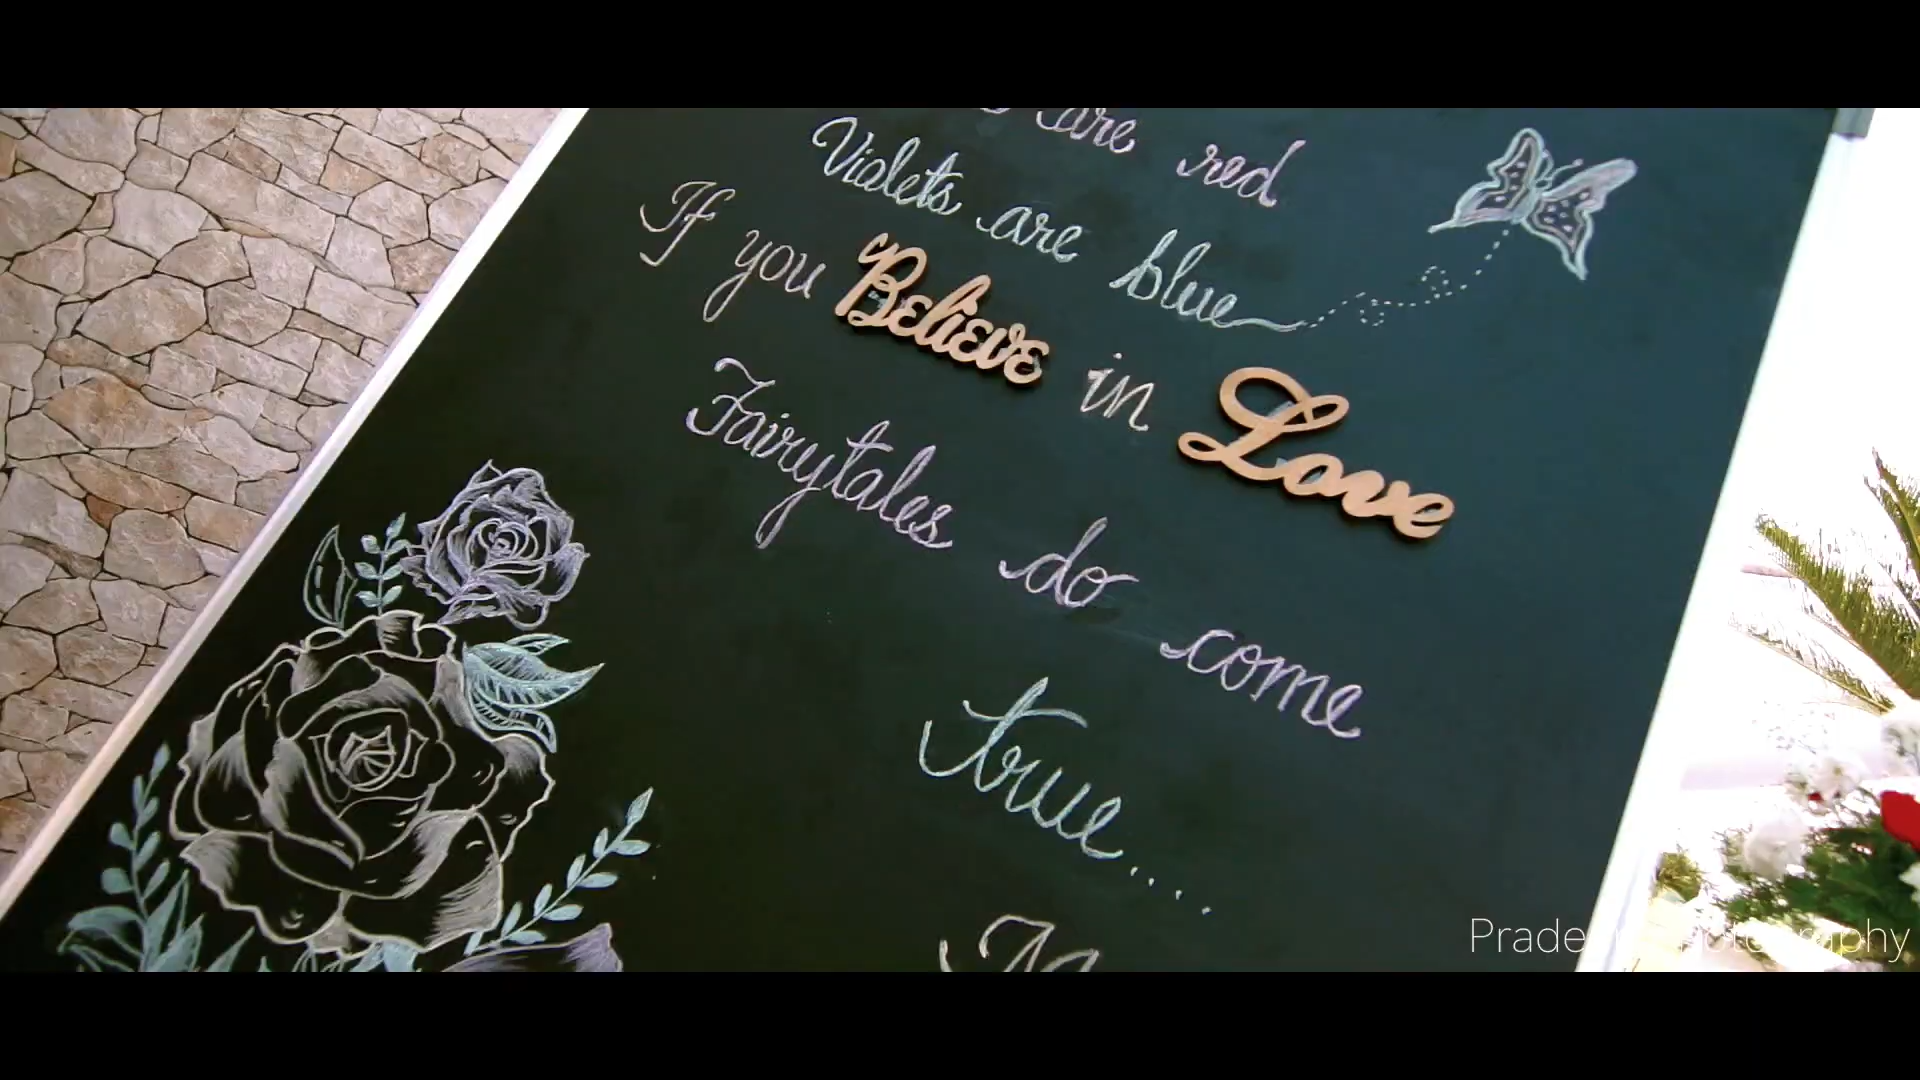 are red
Violets are blue
If you Believe in Love
Fairytales do come
true....